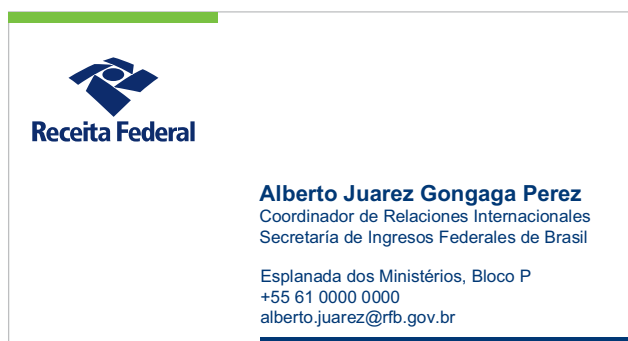 Receita Federal
Alberto Juarez Gongaga Perez
Coordinador de Relaciones Internacionales
Secretaría de Ingresos Federales de Brasil
Esplanada dos Ministérios, Bloco P
+55 61 0000 0000
alberto.juarez@rfb.gov.br